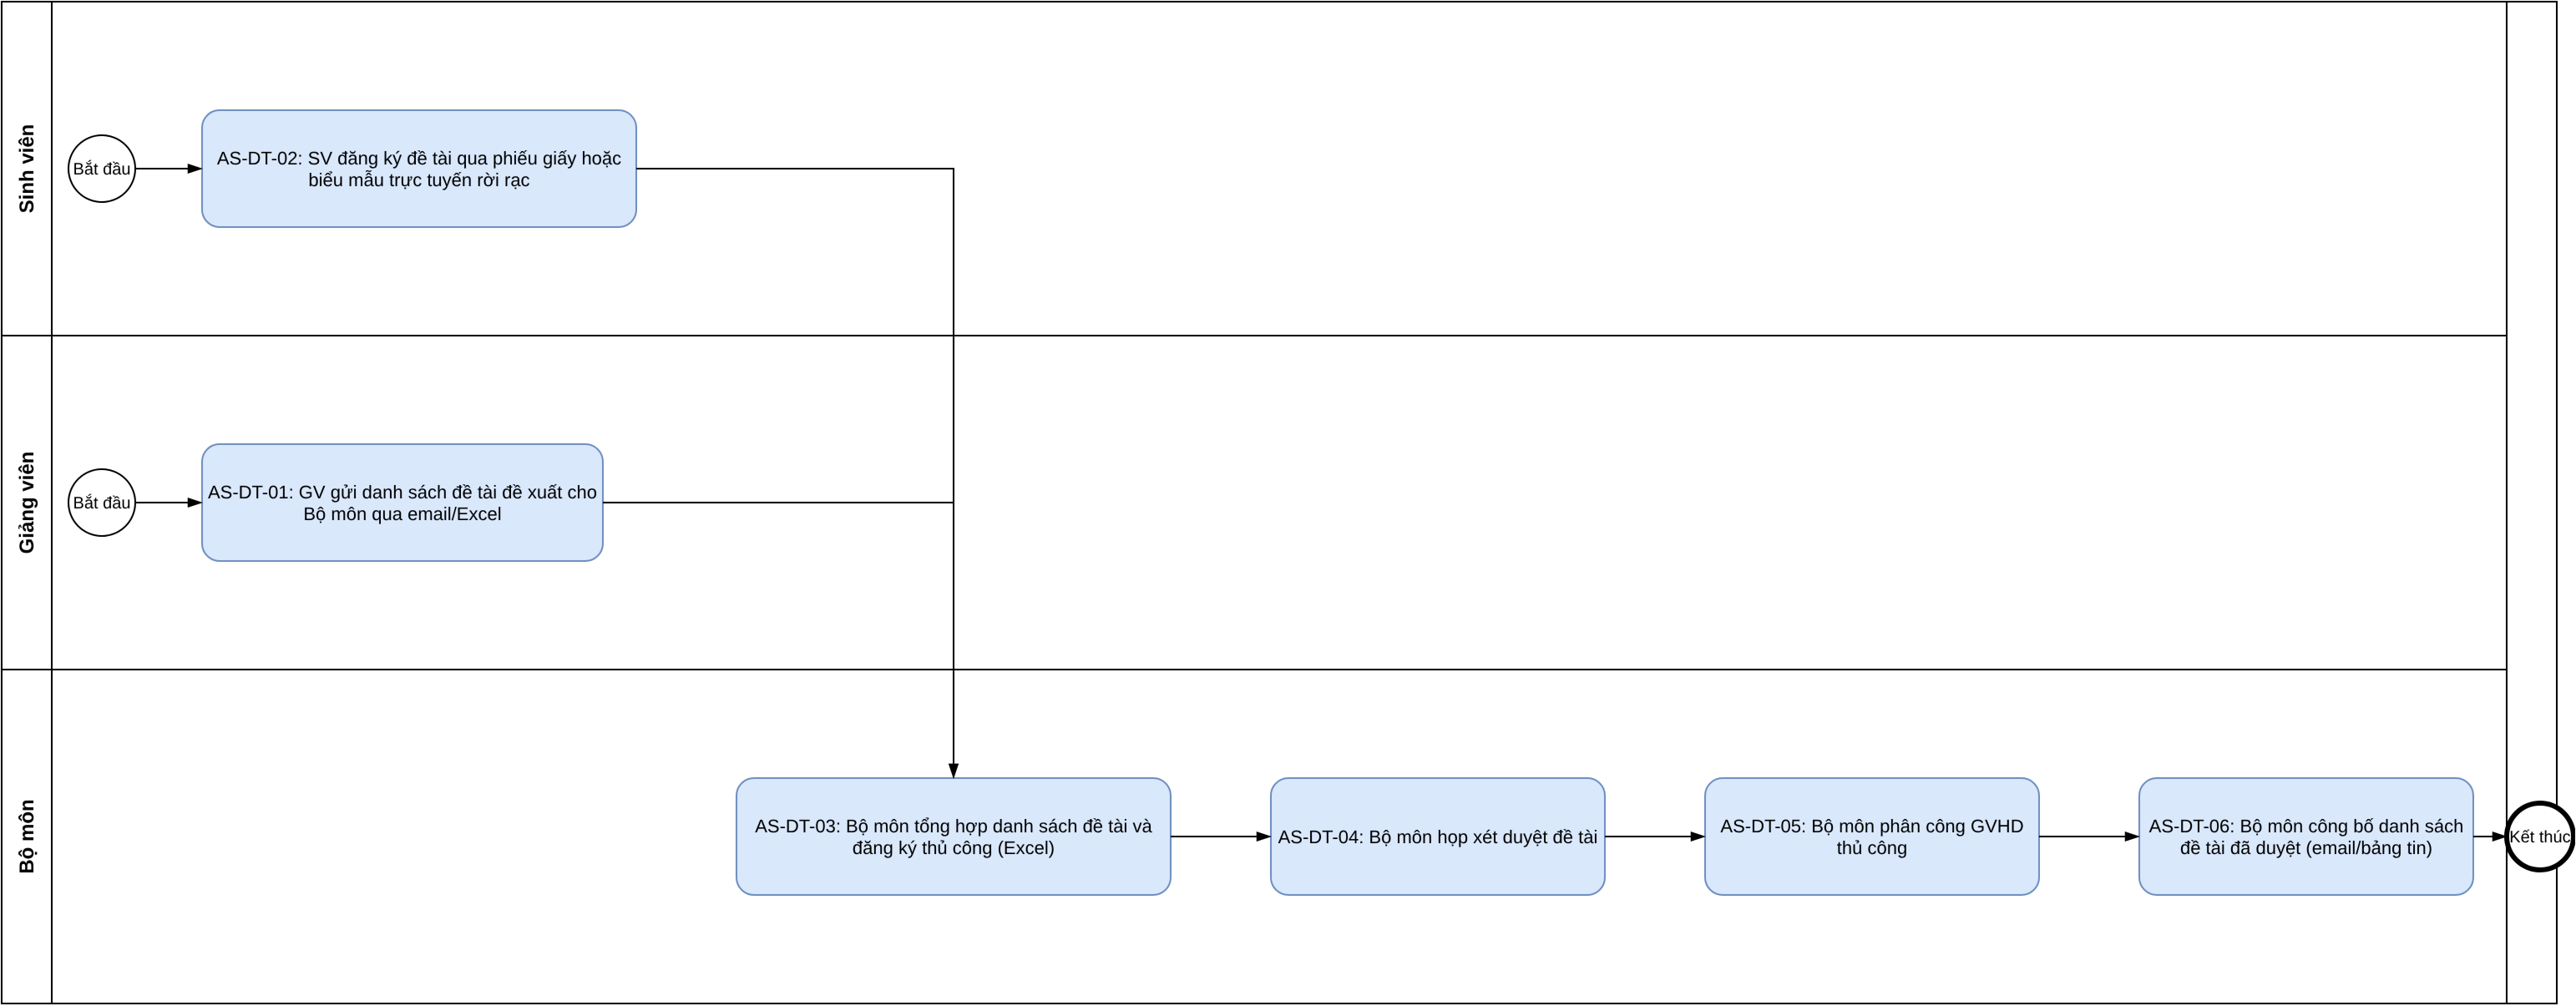 Sinh viên
Bắt đầu
AS-DT-02: SV đăng ký đề tài qua phiếu giấy hoặc
biểu mẫu trực tuyến rời rạc
Giảng viên
Bắt đầu
AS-DT-01: GV gửi danh sách đề tài đề xuất cho
Bộ môn qua email/Excel
Bộ môn
AS-DT-03: Bộ môn tổng hợp danh sách đề tài và
đăng ký thủ công (Excel)
AS-DT-04: Bộ môn họp xét duyệt đề tài
AS-DT-05: Bộ môn phân công GVHD
thủ công
AS-DT-06: Bộ môn công bố danh sách
đề tài đã duyệt (email/bảng tin)
Kết thúc